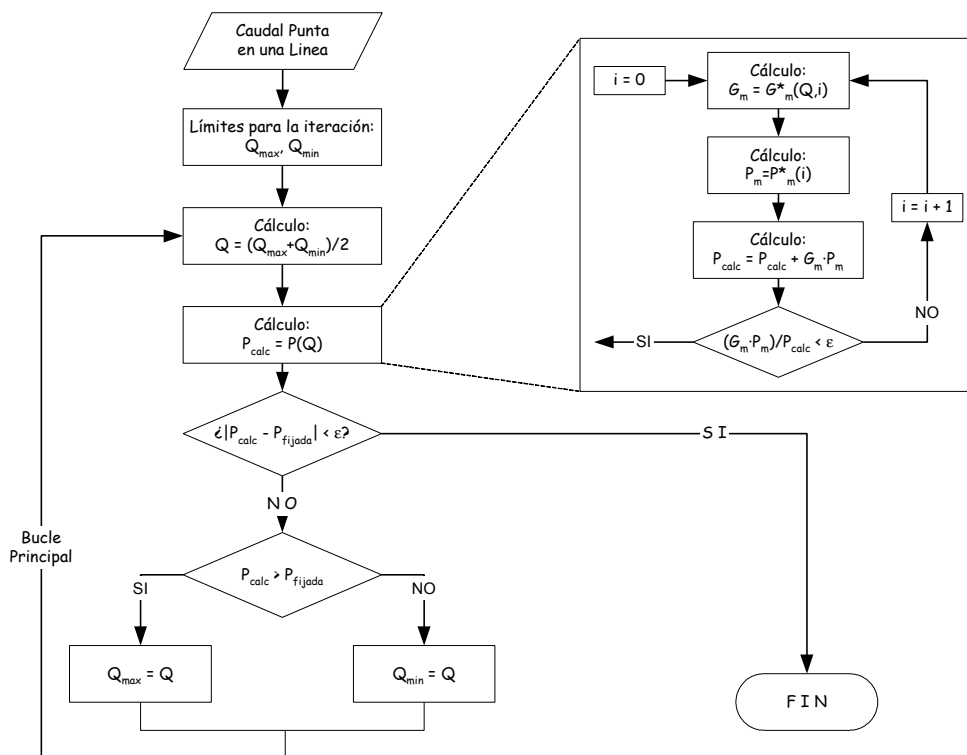 Caudal Punta
en una Linea
Límites para la iteración:
Qmax, Qmin
Cálculo:
Q = (Qmax+Qmin)/2
Cálculo:
Pcalc = P(Q)
¿|Pcalc - Pfijada| < ε?
S I
N O
Pcalc > Pfijada
SI
NO
Qmax = Q
Qmin = Q
Bucle
Principal
F I N
i = 0
Cálculo:
Gm = G*m(Q,i)
Cálculo:
Pm=P*m(i)
Cálculo:
Pcalc = Pcalc + Gm·Pm
(Gm·Pm)/Pcalc < ε
SI
NO
i = i + 1